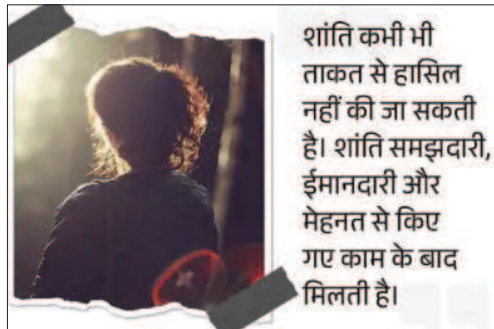 शांति कभी भी
ताकत से हासिल
नहीं की जा सकती
है। शांति समझदारी,
ईमानदारी और
मेहनत से किए
गए काम के बाद
मिलती है।